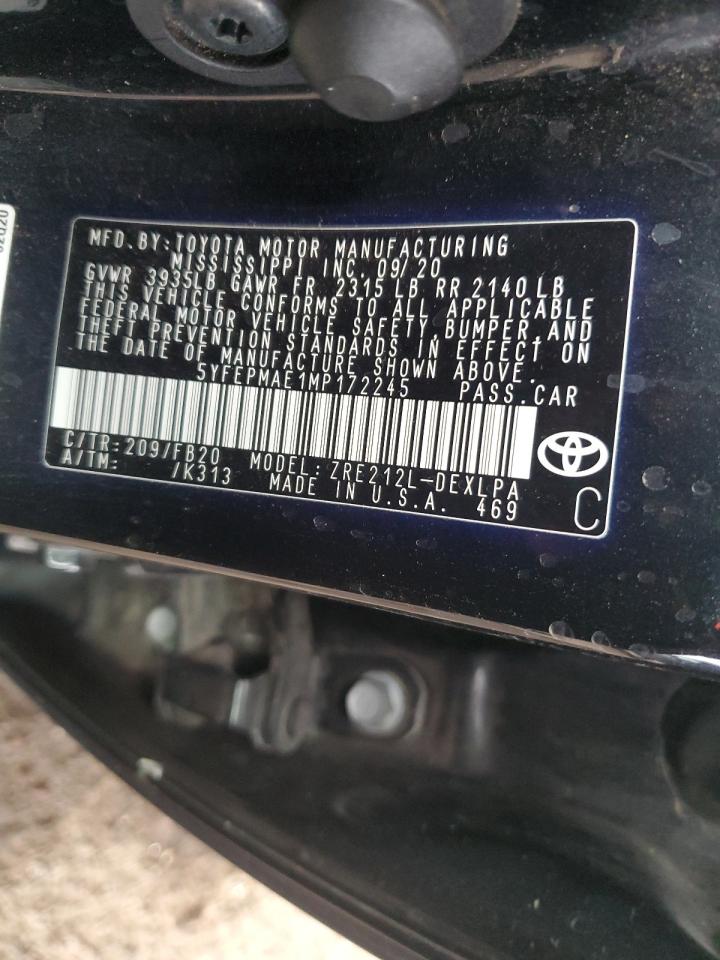 MFD. BY: TOYOTA MOTOR MANUFACTURING
MISSISSIPPI, INC. 09/20
GVWR 3935LB GAWR FR 2315 LB RR 2140 LB
THIS VEHICLE CONFORMS TO ALL APPLICABLE
FEDERAL MOTOR VEHICLE SAFETY, BUMPER, AND
THEFT PREVENTION STANDARDS IN EFFECT ON
THE DATE OF MANUFACTURE SHOWN ABOVE.
5YFEPMAE1MP172245 PASS. CAR
C/TR: 209/FB20 MODEL: ZRE212L-DEXLPA
A/TM: /K313 MADE IN U.S.A. 469
C